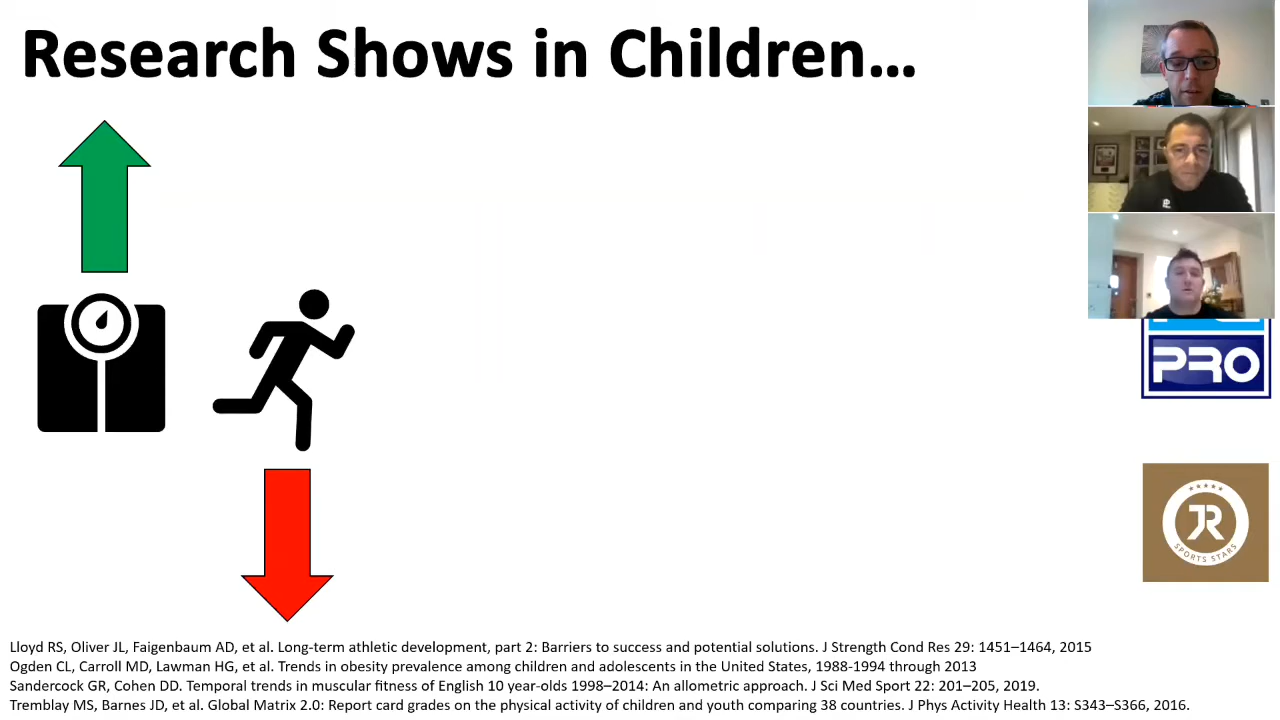 Research Shows in Children...
PRO
JR
SPORTS STARS
Lloyd RS, Oliver JL, Faigenbaum AD, et al. Long-term athletic development, part 2: Barriers to success and potential solutions. J Strength Cond Res 29: 1451–1464, 2015
Ogden CL, Carroll MD, Lawman HG, et al. Trends in obesity prevalence among children and adolescents in the United States, 1988-1994 through 2013
Sandercock GR, Cohen DD. Temporal trends in muscular fitness of English 10 year-olds 1998–2014: An allometric approach. J Sci Med Sport 22: 201–205, 2019.
Tremblay MS, Barnes JD, et al. Global Matrix 2.0: Report card grades on the physical activity of children and youth comparing 38 countries. J Phys Activity Health 13: S343–S366, 2016.